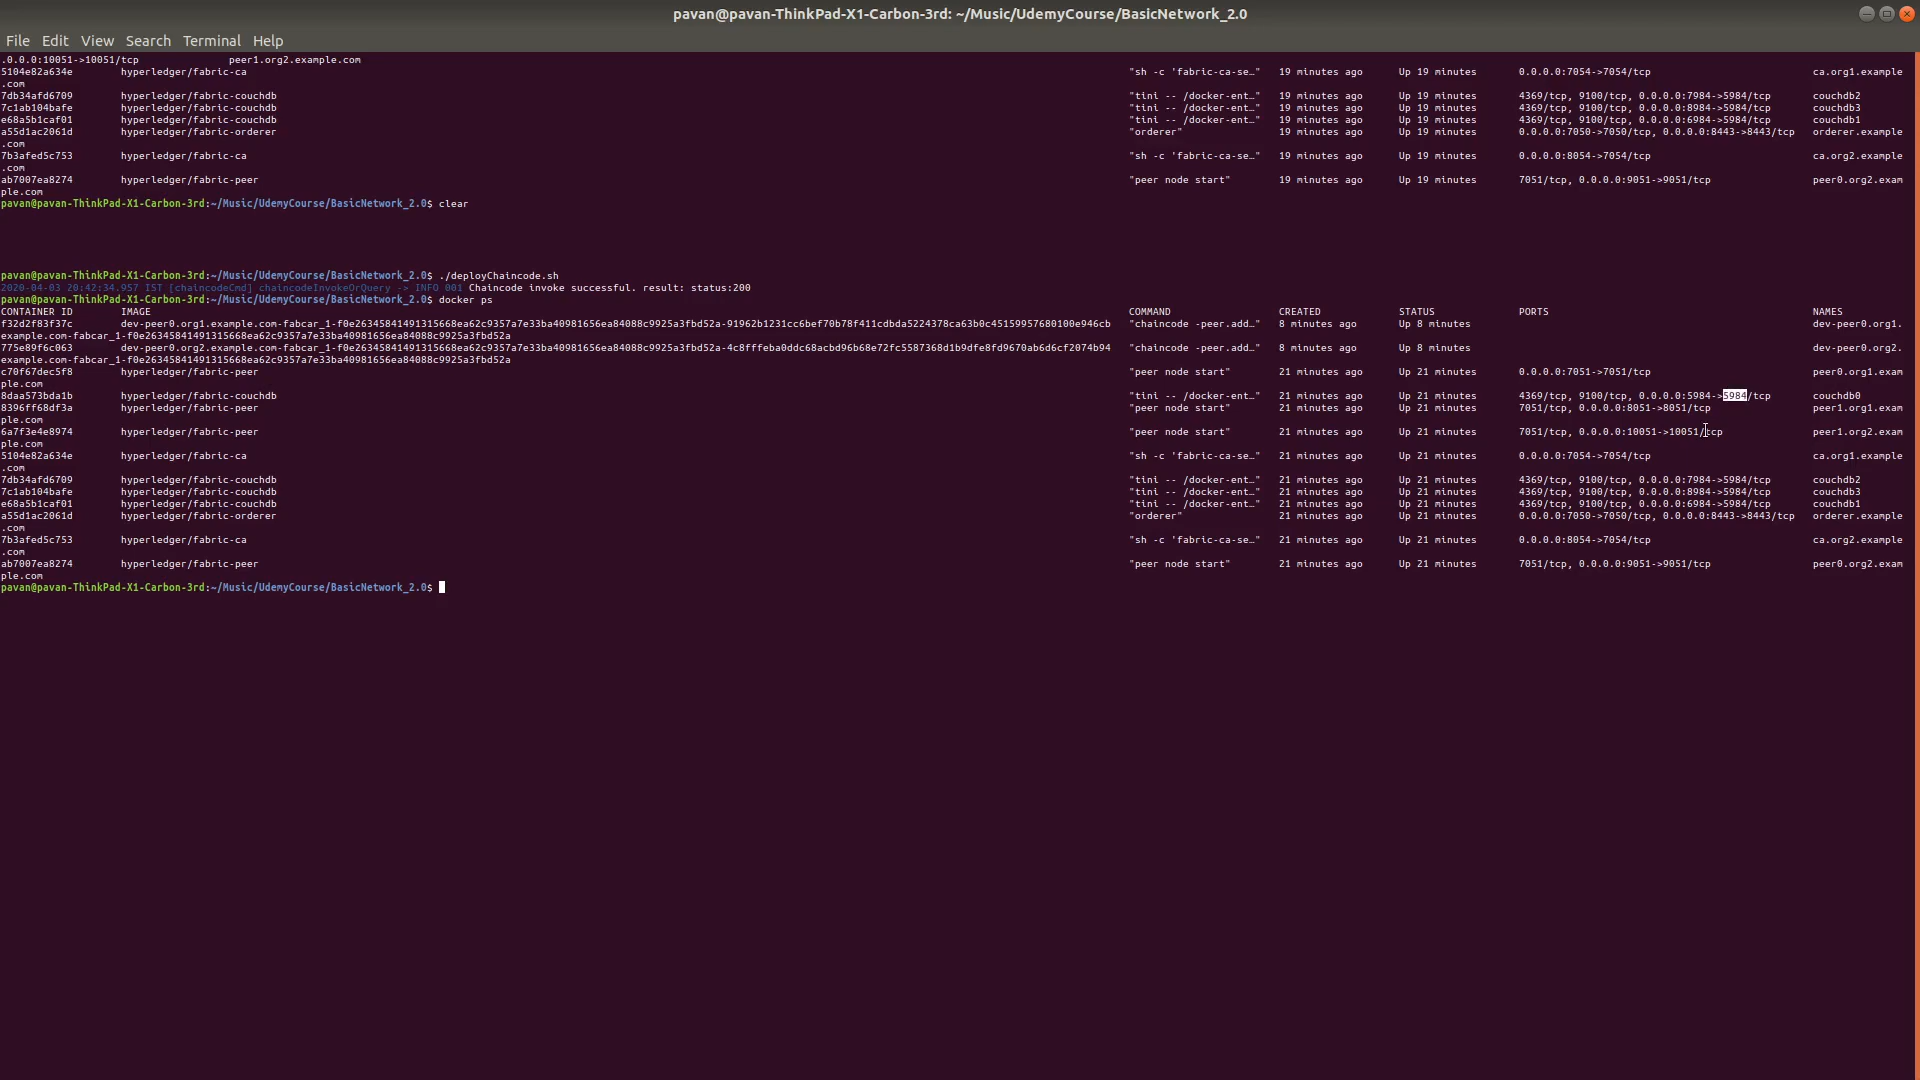 pavan@pavan-ThinkPad-X1-Carbon-3rd: ~/Music/UdemyCourse/BasicNetwork_2.0
File Edit View Search Terminal Help
.0.0.0:10051->10051/tcp peer1.org2.example.com
5104e82a634e hyperledger/fabric-ca "sh -c 'fabric-ca-se…" 19 minutes ago Up 19 minutes 0.0.0.0:7054->7054/tcp ca.org1.example
.com
7db34afd6709 hyperledger/fabric-couchdb "tini -- /docker-ent…" 19 minutes ago Up 19 minutes 4369/tcp, 9100/tcp, 0.0.0.0:7984->5984/tcp couchdb2
7c1ab104bafe hyperledger/fabric-couchdb "tini -- /docker-ent…" 19 minutes ago Up 19 minutes 4369/tcp, 9100/tcp, 0.0.0.0:8984->5984/tcp couchdb3
e68a5b1caf01 hyperledger/fabric-couchdb "tini -- /docker-ent…" 19 minutes ago Up 19 minutes 4369/tcp, 9100/tcp, 0.0.0.0:6984->5984/tcp couchdb1
a55d1ac2061d hyperledger/fabric-orderer "orderer" 19 minutes ago Up 19 minutes 0.0.0.0:7050->7050/tcp, 0.0.0.0:8443->8443/tcp orderer.example
.com
7b3afed5c753 hyperledger/fabric-ca "sh -c 'fabric-ca-se…" 19 minutes ago Up 19 minutes 0.0.0.0:8054->7054/tcp ca.org2.example
.com
ab7007ea8274 hyperledger/fabric-peer "peer node start" 19 minutes ago Up 19 minutes 7051/tcp, 0.0.0.0:9051->9051/tcp peer0.org2.exam
ple.com
pavan@pavan-ThinkPad-X1-Carbon-3rd:~/Music/UdemyCourse/BasicNetwork_2.0$ clear
pavan@pavan-ThinkPad-X1-Carbon-3rd:~/Music/UdemyCourse/BasicNetwork_2.0$ ./deployChaincode.sh
2020-04-03 20:42:34.957 IST [chaincodeCmd] chaincodeInvokeOrQuery -> INFO 001 Chaincode invoke successful. result: status:200
pavan@pavan-ThinkPad-X1-Carbon-3rd:~/Music/UdemyCourse/BasicNetwork_2.0$ docker ps
CONTAINER ID IMAGE COMMAND CREATED STATUS PORTS NAMES
f32d2f83f37c dev-peer0.org1.example.com-fabcar_1-f0e26345841491315668ea62c9357a7e33ba40981656ea84088c9925a3fbd52a-91962b1231cc6bef70b78f411cdbda5224378ca63b0c45159957680100e946cb "chaincode -peer.add…" 8 minutes ago Up 8 minutes dev-peer0.org1.
example.com-fabcar_1-f0e26345841491315668ea62c9357a7e33ba40981656ea84088c9925a3fbd52a
775e89f6c063 dev-peer0.org2.example.com-fabcar_1-f0e26345841491315668ea62c9357a7e33ba40981656ea84088c9925a3fbd52a-4c8fffeba0ddc68acbd96b68e72fc5587368d1b9dfe8fd9670ab6d6cf2074b94 "chaincode -peer.add…" 8 minutes ago Up 8 minutes dev-peer0.org2.
example.com-fabcar_1-f0e26345841491315668ea62c9357a7e33ba40981656ea84088c9925a3fbd52a
c70f67dec5f8 hyperledger/fabric-peer "peer node start" 21 minutes ago Up 21 minutes 0.0.0.0:7051->7051/tcp peer0.org1.exam
ple.com
8daa573bda1b hyperledger/fabric-couchdb "tini -- /docker-ent…" 21 minutes ago Up 21 minutes 4369/tcp, 9100/tcp, 0.0.0.0:5984->5984/tcp couchdb0
8396ff68df3a hyperledger/fabric-peer "peer node start" 21 minutes ago Up 21 minutes 7051/tcp, 0.0.0.0:8051->8051/tcp peer1.org1.exam
ple.com
6a7f3e4e8974 hyperledger/fabric-peer "peer node start" 21 minutes ago Up 21 minutes 7051/tcp, 0.0.0.0:10051->10051/tcp peer1.org2.exam
ple.com
5104e82a634e hyperledger/fabric-ca "sh -c 'fabric-ca-se…" 21 minutes ago Up 21 minutes 0.0.0.0:7054->7054/tcp ca.org1.example
.com
7db34afd6709 hyperledger/fabric-couchdb "tini -- /docker-ent…" 21 minutes ago Up 21 minutes 4369/tcp, 9100/tcp, 0.0.0.0:7984->5984/tcp couchdb2
7c1ab104bafe hyperledger/fabric-couchdb "tini -- /docker-ent…" 21 minutes ago Up 21 minutes 4369/tcp, 9100/tcp, 0.0.0.0:8984->5984/tcp couchdb3
e68a5b1caf01 hyperledger/fabric-couchdb "tini -- /docker-ent…" 21 minutes ago Up 21 minutes 4369/tcp, 9100/tcp, 0.0.0.0:6984->5984/tcp couchdb1
a55d1ac2061d hyperledger/fabric-orderer "orderer" 21 minutes ago Up 21 minutes 0.0.0.0:7050->7050/tcp, 0.0.0.0:8443->8443/tcp orderer.example
.com
7b3afed5c753 hyperledger/fabric-ca "sh -c 'fabric-ca-se…" 21 minutes ago Up 21 minutes 0.0.0.0:8054->7054/tcp ca.org2.example
.com
ab7007ea8274 hyperledger/fabric-peer "peer node start" 21 minutes ago Up 21 minutes 7051/tcp, 0.0.0.0:9051->9051/tcp peer0.org2.exam
ple.com
pavan@pavan-ThinkPad-X1-Carbon-3rd:~/Music/UdemyCourse/BasicNetwork_2.0$